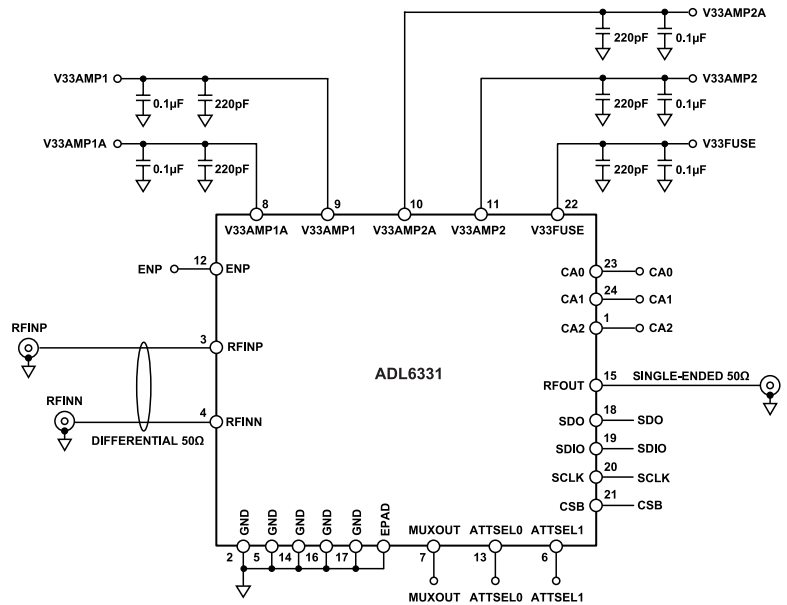 V33AMP2A
220pF 0.1µF
V33AMP1 V33AMP2
0.1µF 220pF 220pF 0.1µF
V33AMP1A V33FUSE
0.1µF 220pF 220pF 0.1µF
8 9 10 11 22
V33AMP1A V33AMP1 V33AMP2A V33AMP2 V33FUSE
ENP 12 ENP
CA0 23 CA0
CA1 24 CA1
CA2 1 CA2
RFINP 3 RFINP
ADL6331
RFOUT 15 SINGLE-ENDED 50Ω
RFINN 4 RFINN
DIFFERENTIAL 50Ω
SDO 18 SDO
SDIO 19 SDIO
SCLK 20 SCLK
CSB 21 CSB
GND GND GND GND GND EPAD
MUXOUT ATTSEL0 ATTSEL1
2 5 14 16 17 7 13 6
MUXOUT ATTSEL0 ATTSEL1